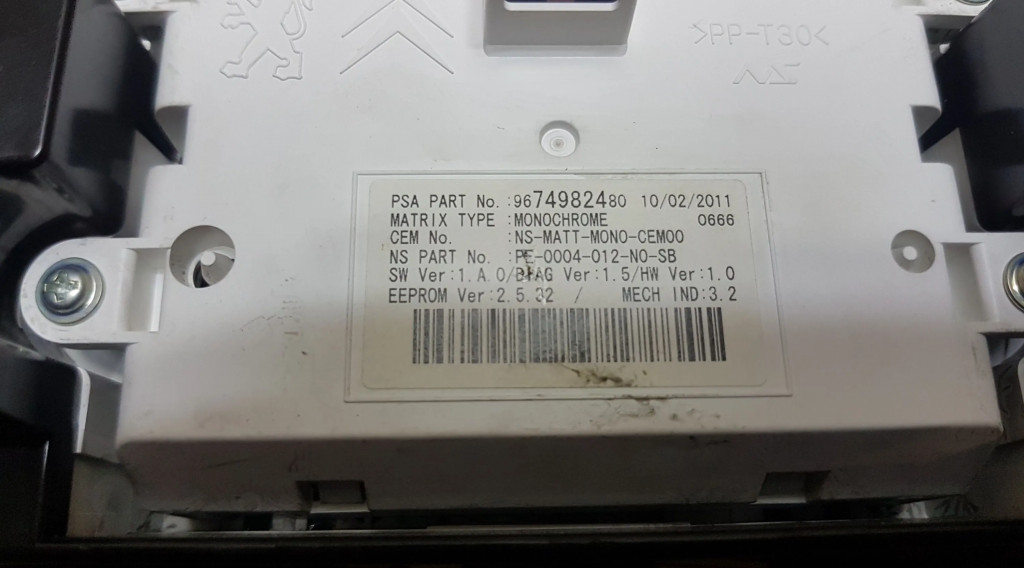 >PP-T30<
PSA PART No. :9674982480 10/02/2011
MATRIX TYPE :MONOCHROME 0666
CEM No. :NS-MATT-MONO-CEM00
NS PART No. :PE-0004-012-NO-SB
SW Ver:1.A.0/ Ver:1.5/HW Ver:1.0
EEPROM Ver:2.5.32 / MECH IND:3.2